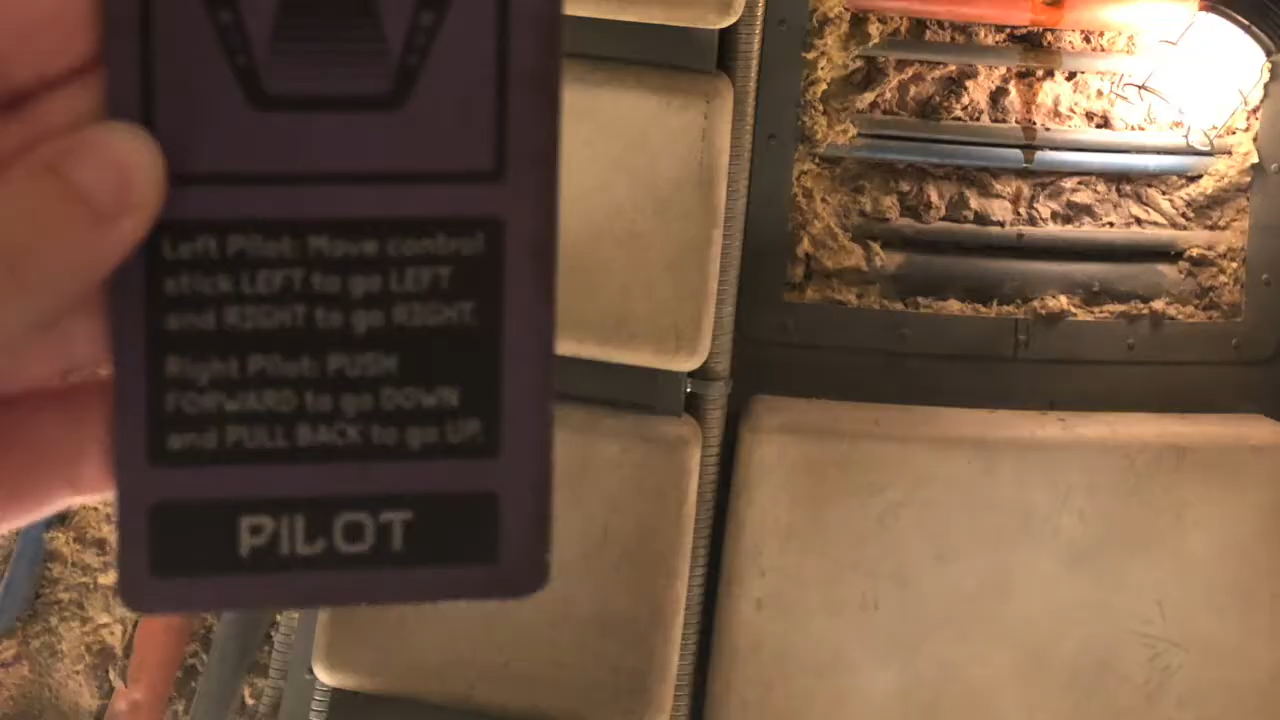 Left Pilot: Move control
stick LEFT to go LEFT
and RIGHT to go RIGHT.
Right Pilot: PUSH
FORWARD to go DOWN
and PULL BACK to go UP.
PILOT